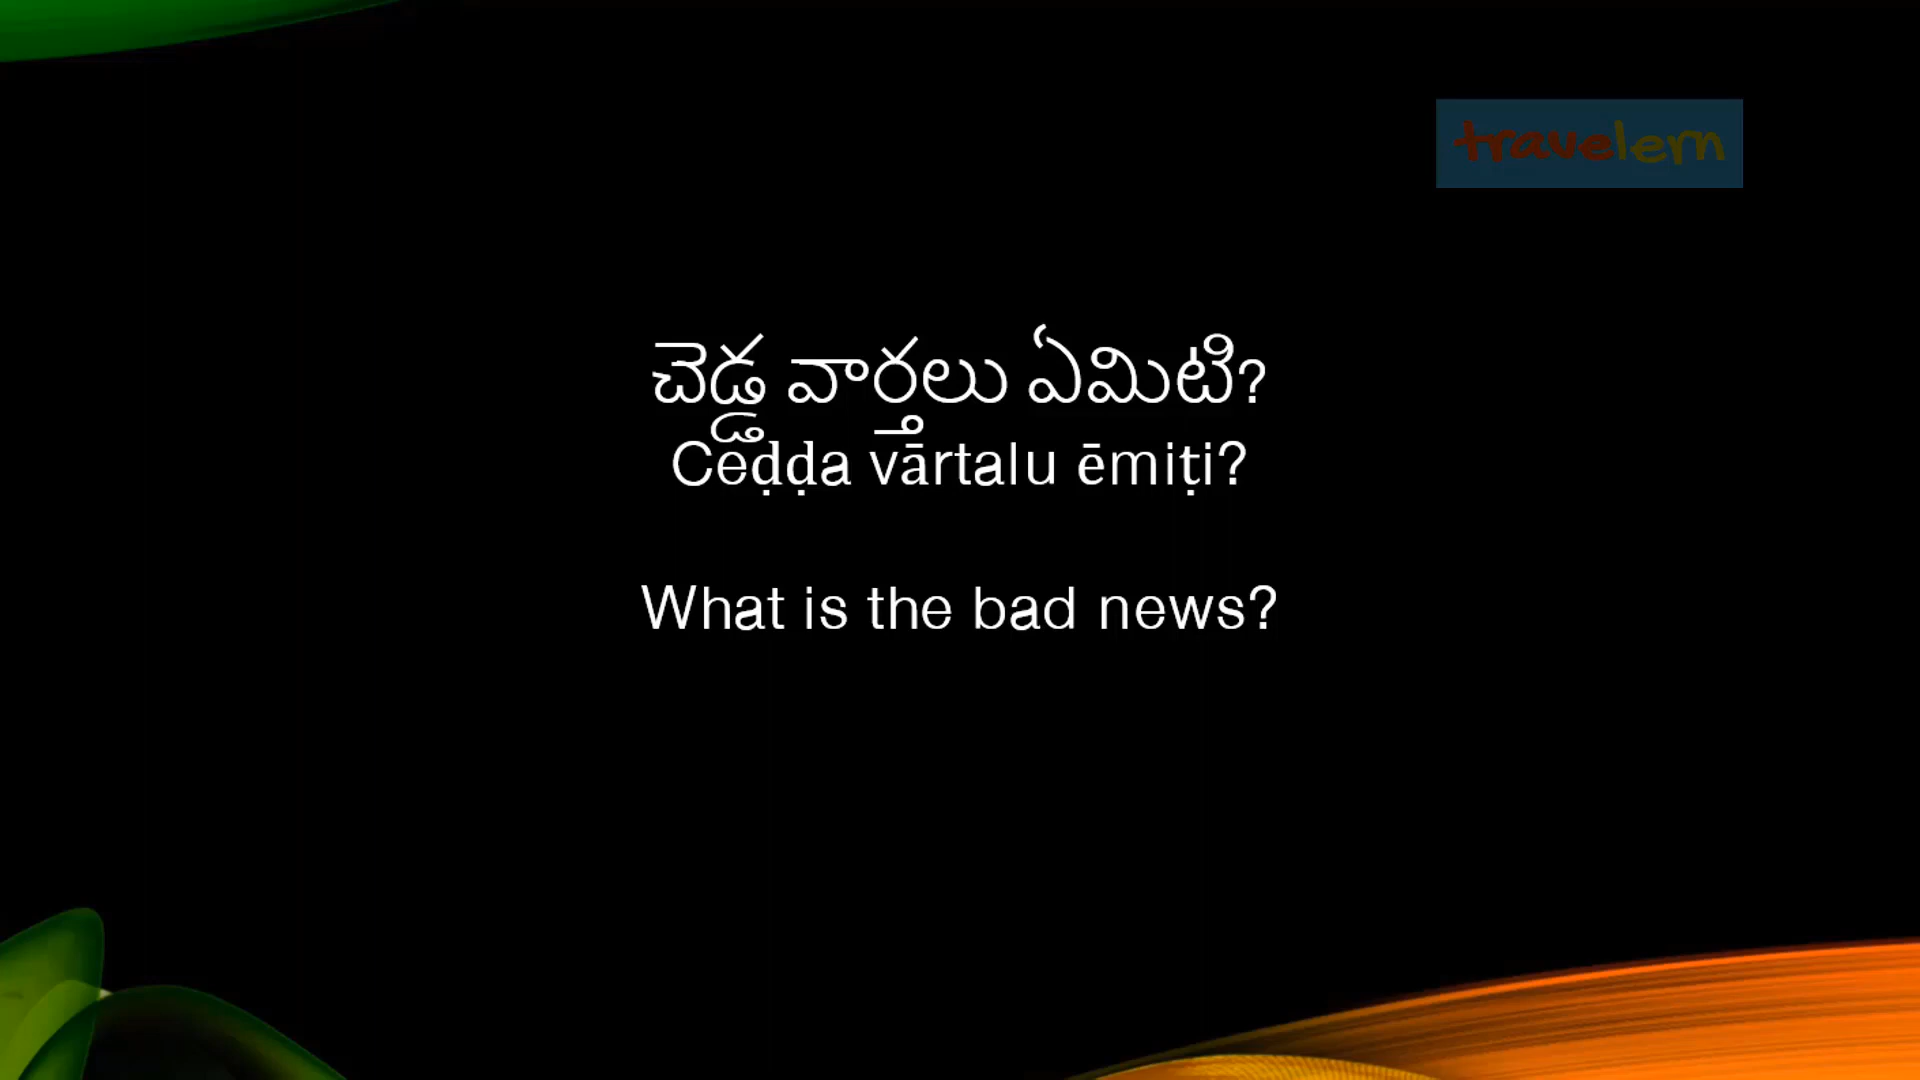 travelern
చెడ్డ వార్తలు ఏమిటి?
Ceḍḍa vārtalu ēmiṭi?
What is the bad news?